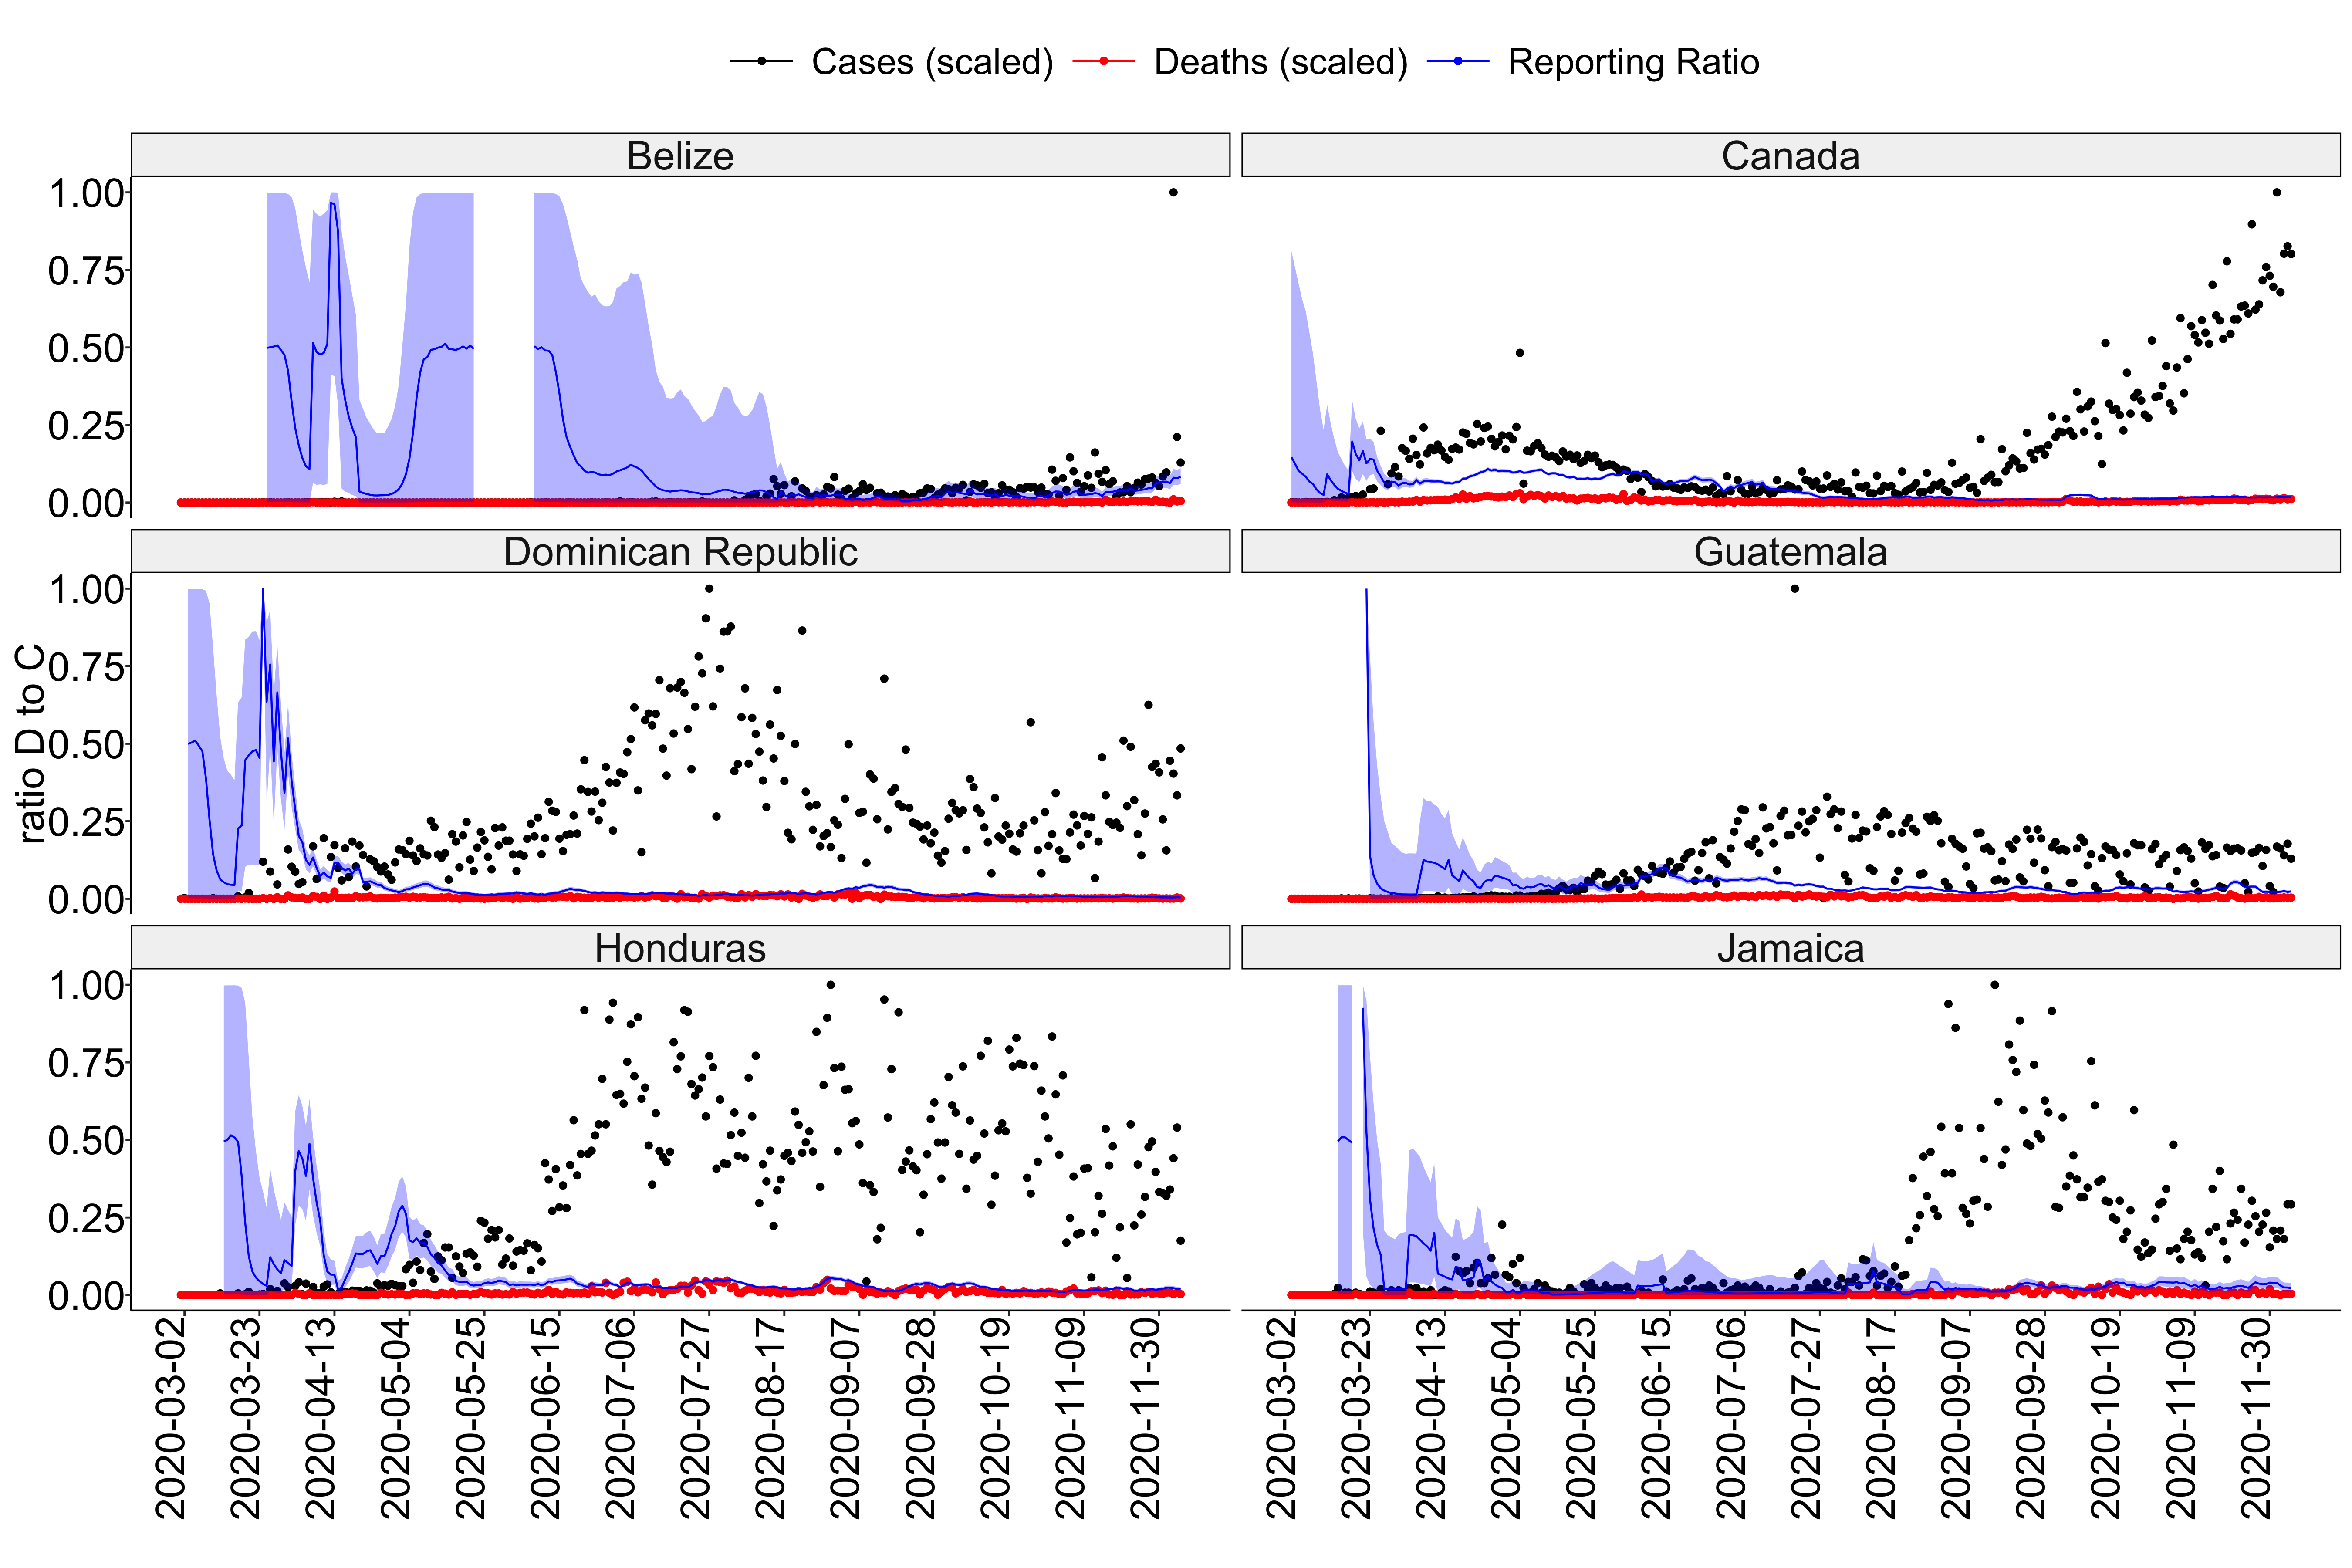 Cases (scaled) Deaths (scaled) Reporting Ratio
Belize Canada
1.00
0.75
0.50
0.25
0.00
Dominican Republic Guatemala
1.00
0.75
0.50
0.25
0.00
ratio D to C
Honduras Jamaica
1.00
0.75
0.50
0.25
0.00
2020-03-02 2020-03-23 2020-04-13 2020-05-04 2020-05-25 2020-06-15 2020-07-06 2020-07-27 2020-08-17 2020-09-07 2020-09-28 2020-10-19 2020-11-09 2020-11-30
2020-03-02 2020-03-23 2020-04-13 2020-05-04 2020-05-25 2020-06-15 2020-07-06 2020-07-27 2020-08-17 2020-09-07 2020-09-28 2020-10-19 2020-11-09 2020-11-30